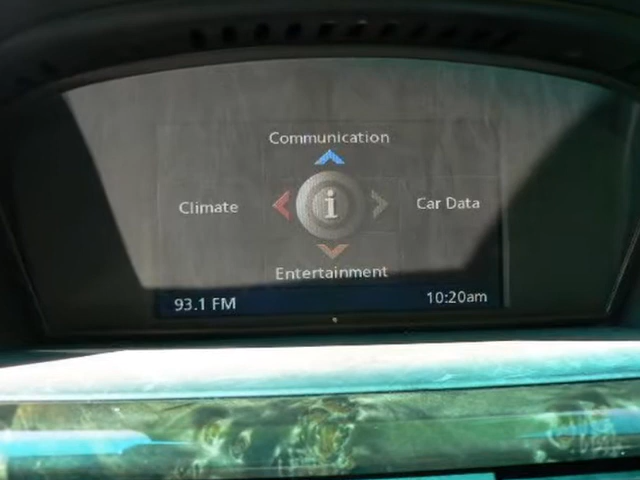 Communication
Climate
i
Car Data
Entertainment
93.1 FM
10:20am